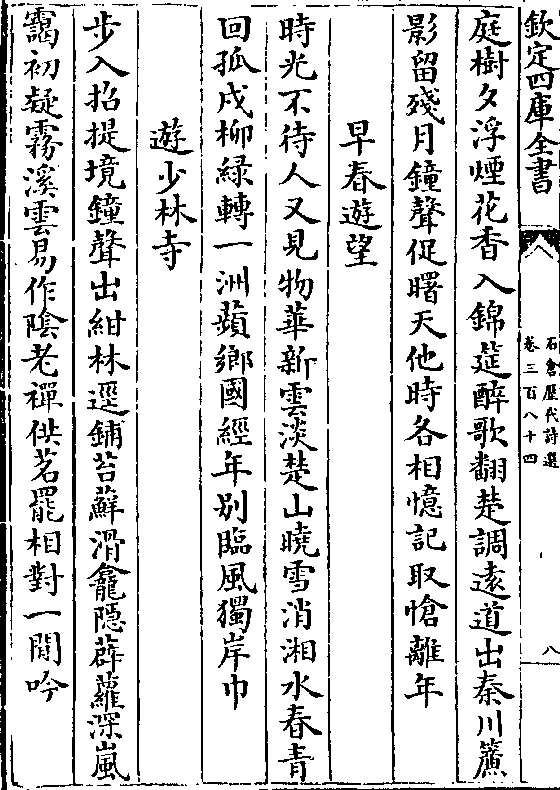 欽定四庫全書
石倉歷代詩選
卷三百八十四
八
庭樹夕浮煙花香入錦筵醉歌翻楚調遠道出秦川簾
影留殘月鐘聲促曙天他時各相憶記取愴離年
早春遊望
時光不待人又見物華新雲淡楚山曉雪消湘水春青
回孤戍柳綠轉一洲蘋鄉國經年別臨風獨岸巾
遊少林寺
步入招提境鐘聲出紺林逕鋪苔蘚滑龕隱薜蘿深嵐
靄初凝霧溪雲易作陰老禪供茗罷相對一閒吟